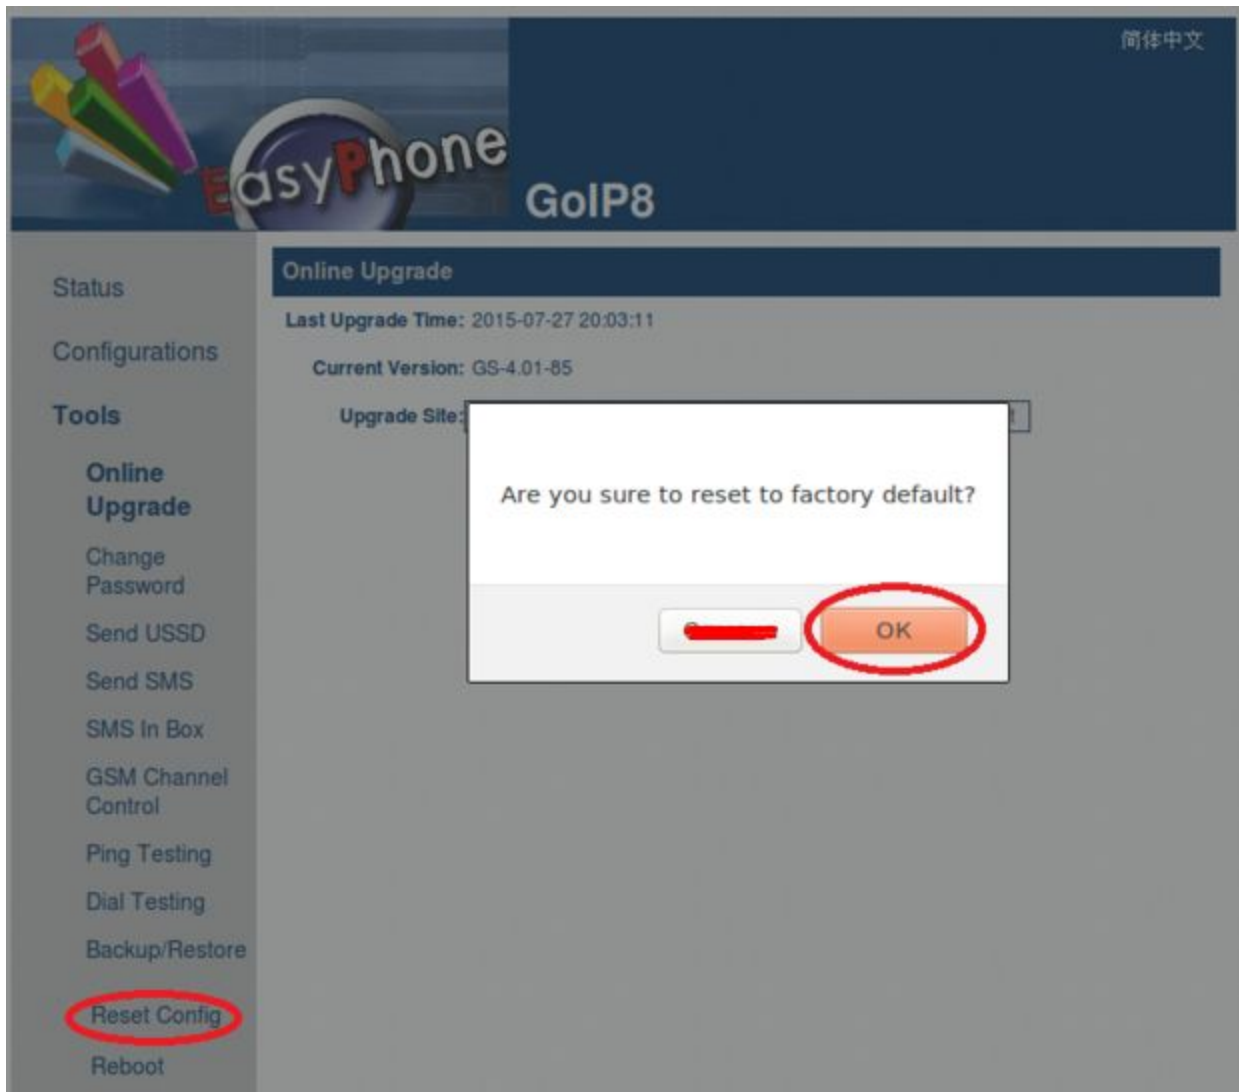 简体中文
EasyPhone
GoIP8
Status
Configurations
Tools
Online
Upgrade
Change
Password
Send USSD
Send SMS
SMS In Box
GSM Channel
Control
Ping Testing
Dial Testing
Backup/Restore
Reset Config
Reboot
Online Upgrade
Last Upgrade Time: 2015-07-27 20:03:11
Current Version: GS-4.01-85
Upgrade Site:
Are you sure to reset to factory default?
OK